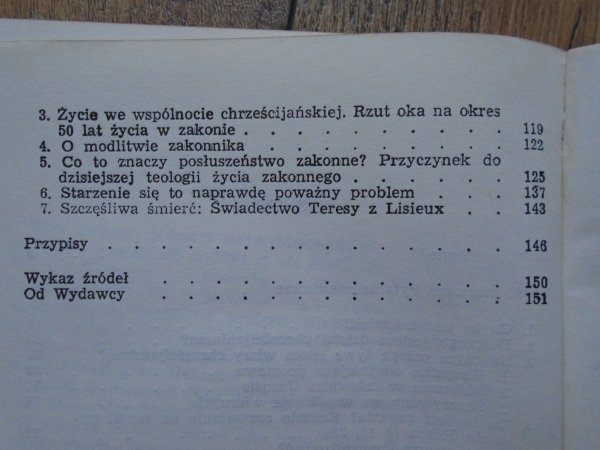 3. Życie we wspólnocie chrześcijańskiej. Rzut oka na okres
50 lat życia w zakonie . . . . . . . . . . 119
4. O modlitwie zakonnika . . . . . . . . . . 122
5. Co to znaczy posłuszeństwo zakonne? Przyczynek do
dzisiejszej teologii życia zakonnego . . . . . . 125
6. Starzenie się to naprawdę poważny problem . . . 137
7. Szczęśliwa śmierć: Świadectwo Teresy z Lisieux . . 143
Przypisy . . . . . . . . . . . . . . . 146
Wykaz źródeł . . . . . . . . . . . . . 150
Od Wydawcy . . . . . . . . . . . . . 151